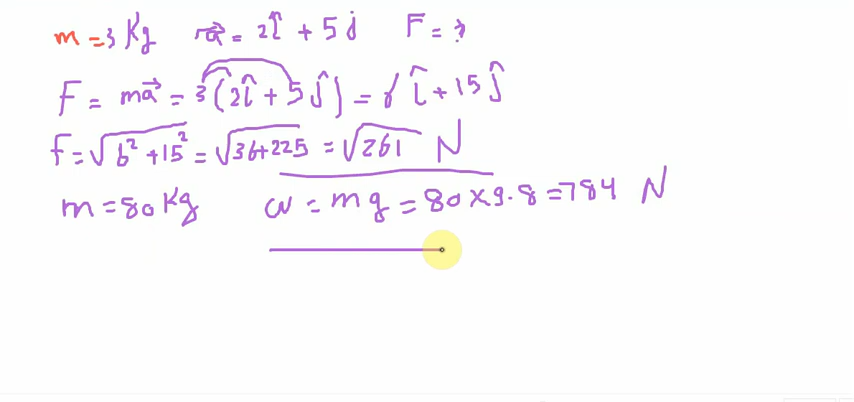 m = 3 Kg a⃗ = 2î + 5ĵ F = ?
F = ma⃗ = 3(2î + 5ĵ) = 6î + 15ĵ
f = √6² + 15² = √36+225 = √261 N
m = 80 Kg w = mg = 80 x 9.8 = 784 N